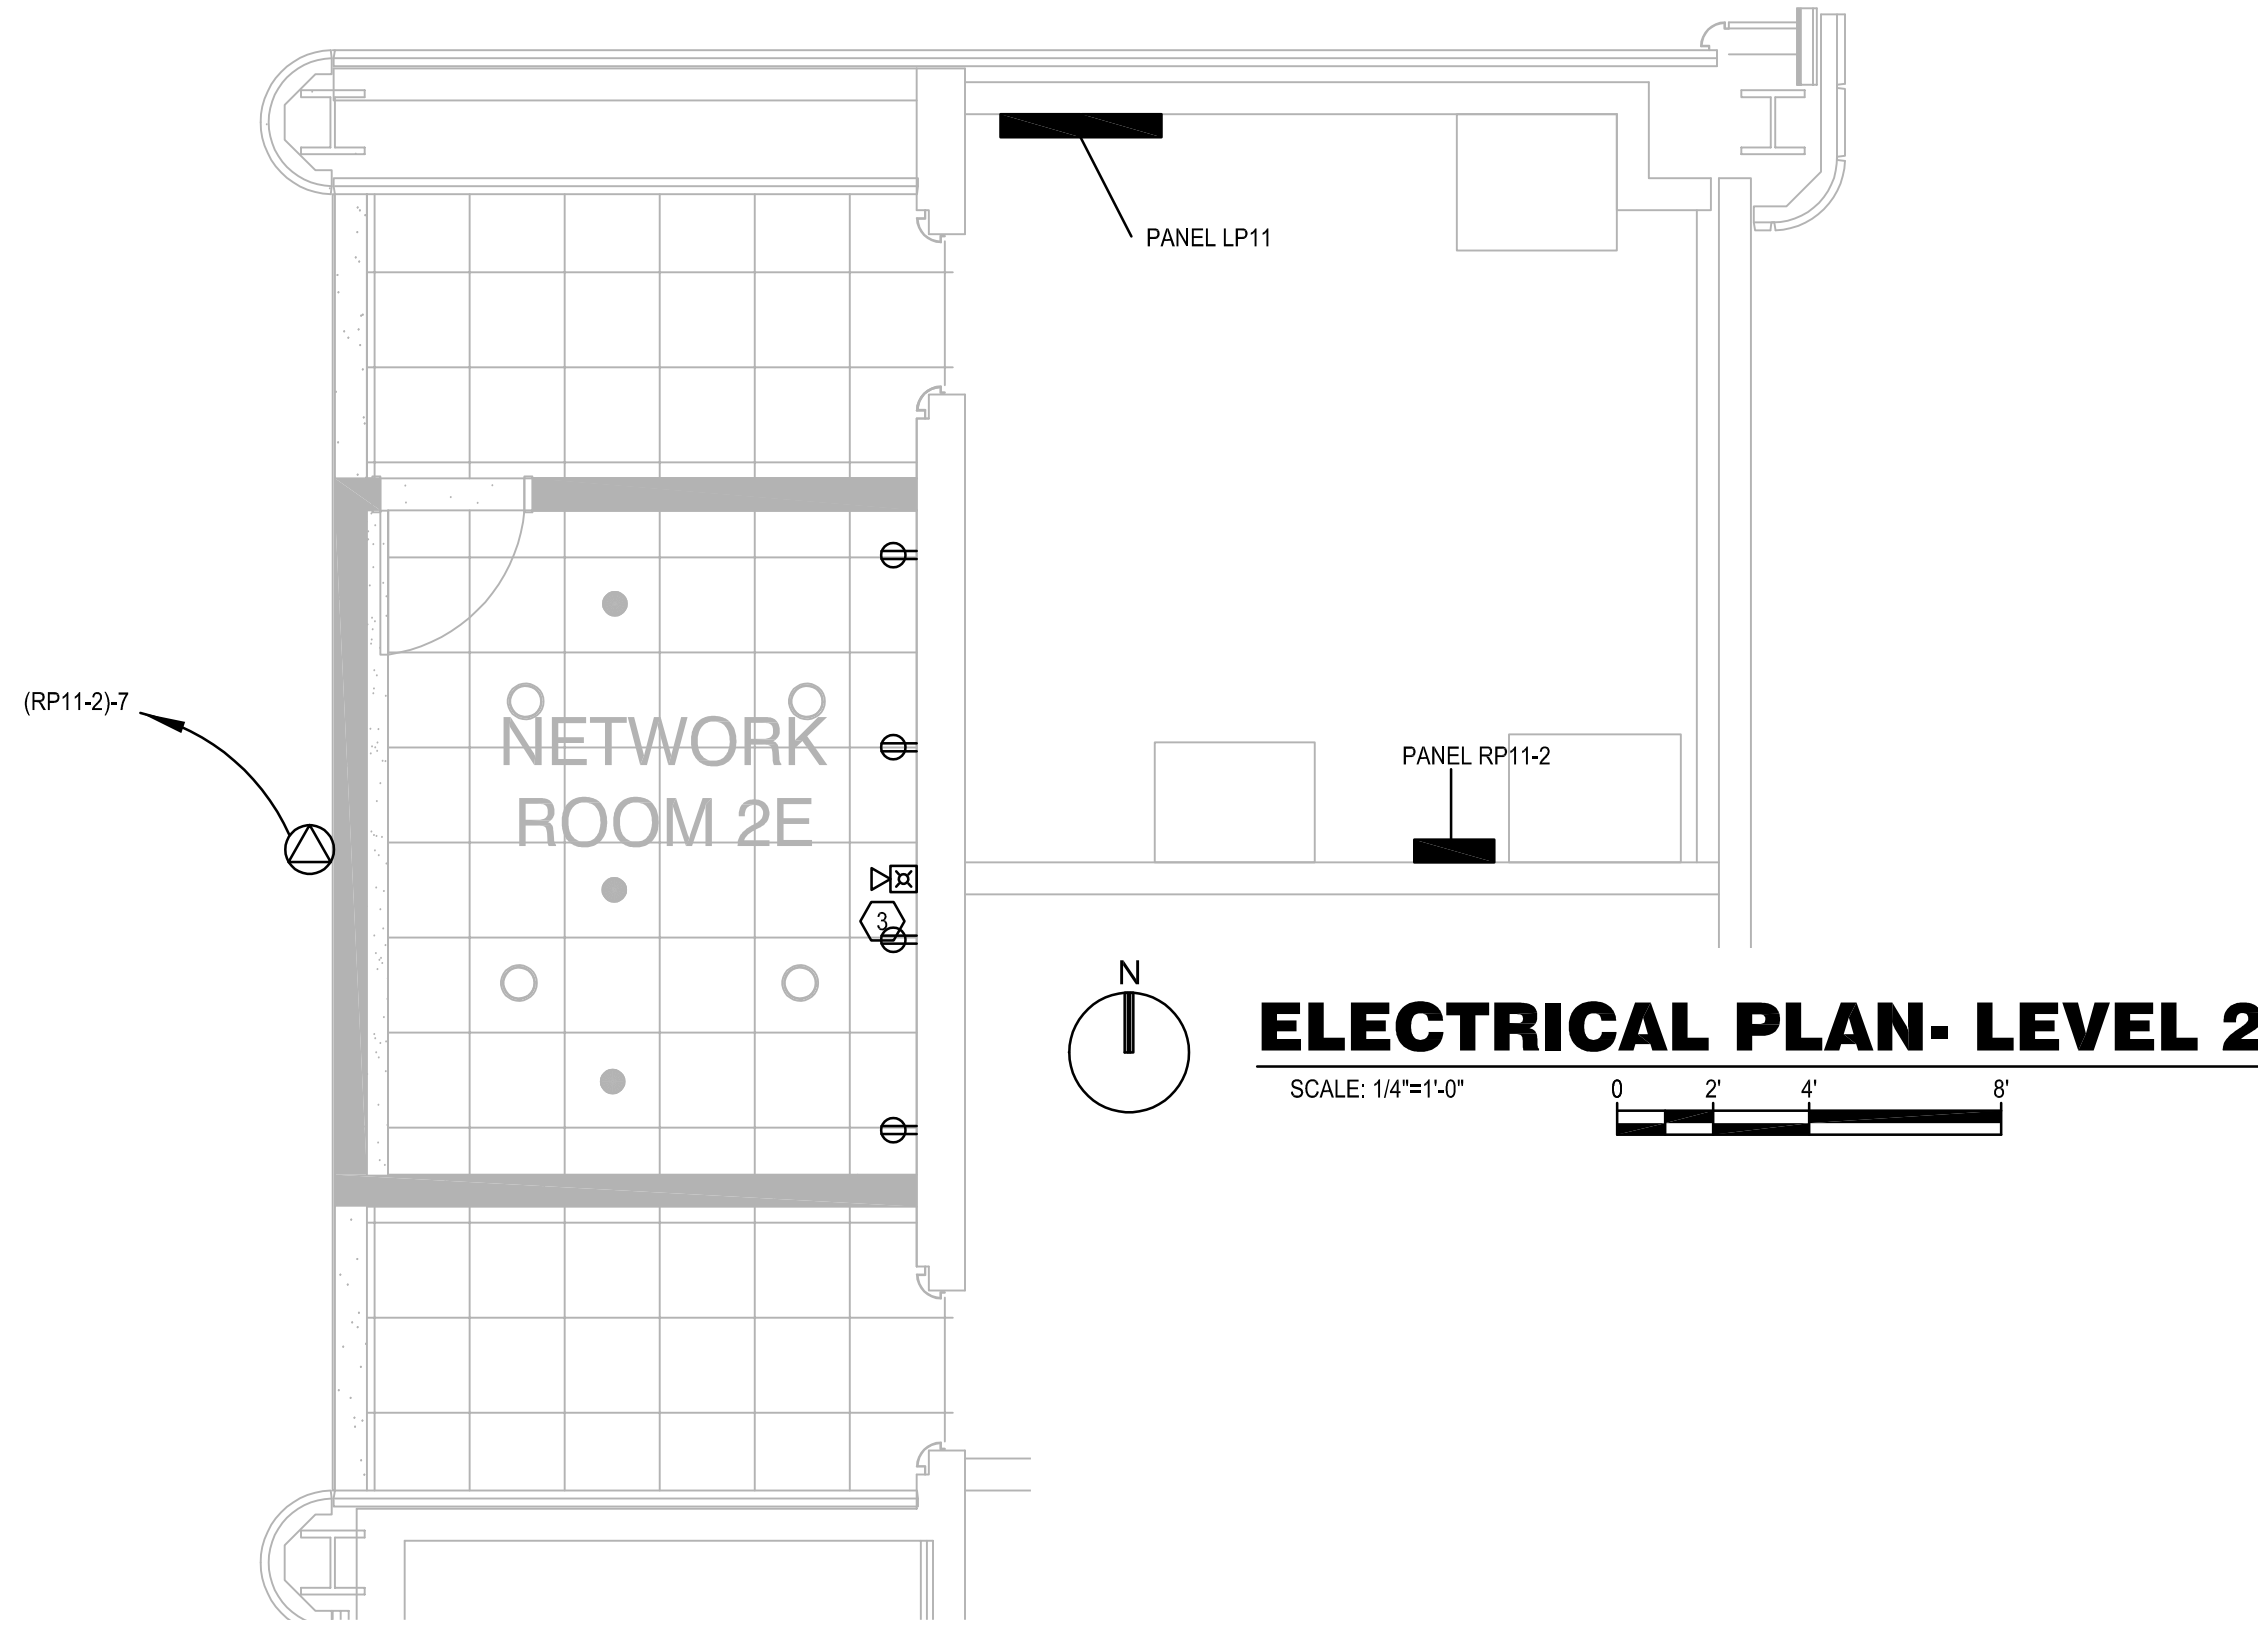 PANEL LP11
(RP11-2)-7
NETWORK
ROOM 2E
PANEL RP11-2
3
N
ELECTRICAL PLAN- LEVEL 2
SCALE: 1/4"=1'-0"
0 2' 4' 8'